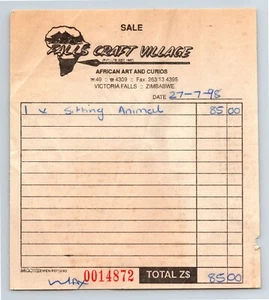 SALE
FALLS CRAFT VILLAGE
AFRICAN ART AND CURIOS
VICTORIA FALLS :: ZIMBABWE
DATE 27-7-98
1 x Sitting Animal 85 00
0014872 TOTAL Z$ 85 00